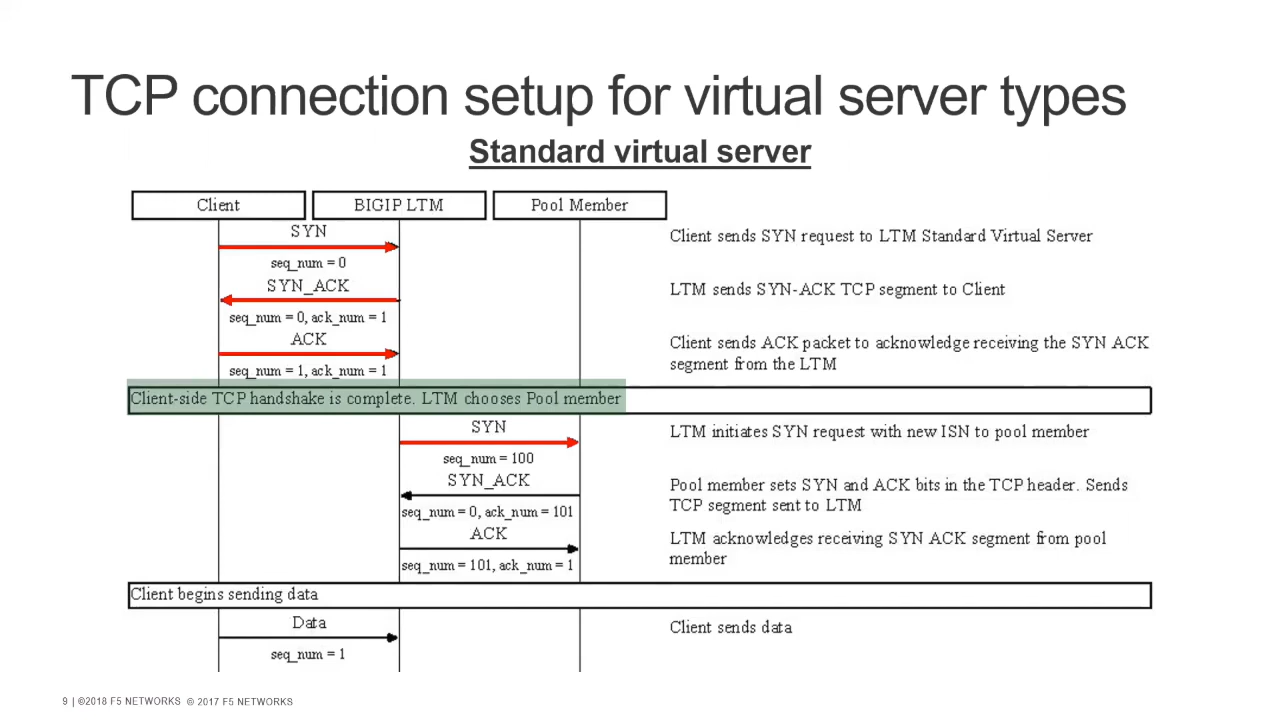 TCP connection setup for virtual server types
Standard virtual server
Client
BIGIP LTM
Pool Member
SYN
Client sends SYN request to LTM Standard Virtual Server
seq_num = 0
SYN_ACK
LTM sends SYN-ACK TCP segment to Client
seq_num = 0, ack_num = 1
ACK
Client sends ACK packet to acknowledge receiving the SYN ACK
segment from the LTM
seq_num = 1, ack_num = 1
Client-side TCP handshake is complete. LTM chooses Pool member
SYN
LTM initiates SYN request with new ISN to pool member
seq_num = 100
SYN_ACK
Pool member sets SYN and ACK bits in the TCP header. Sends
TCP segment sent to LTM
seq_num = 0, ack_num = 101
ACK
LTM acknowledges receiving SYN ACK segment from pool
member
seq_num = 101, ack_num = 1
Client begins sending data
Data
Client sends data
seq_num = 1
9 | ©2018 F5 NETWORKS © 2017 F5 NETWORKS